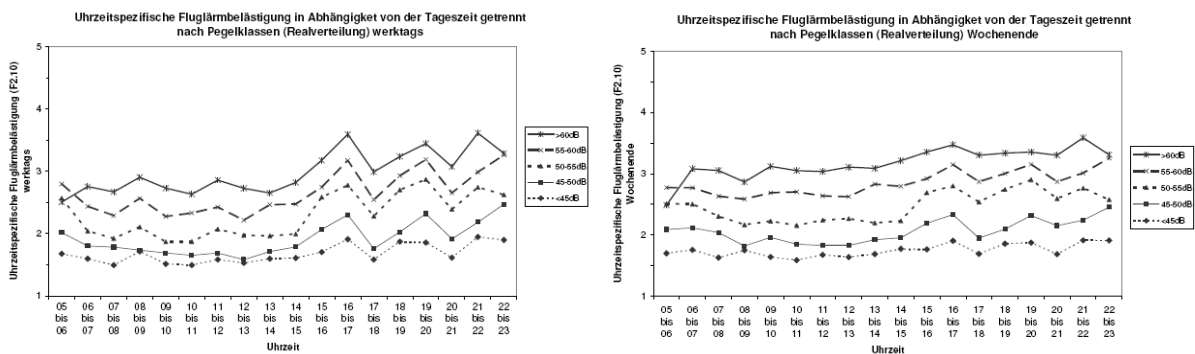 Uhrzeitspezifische Fluglärmbelästigung in Abhängigket von der Tageszeit getrennt
nach Pegelklassen (Realverteilung) werktags
Uhrzeitspezifische Fluglärmbelästigung (F2.10)
werktags
5
4
3
2
1
05 06 07 08 09 10 11 12 13 14 15 16 17 18 19 20 21 22
bis bis bis bis bis bis bis bis bis bis bis bis bis bis bis bis bis bis
06 07 08 09 10 11 12 13 14 15 16 17 18 19 20 21 22 23
Uhrzeit
>60dB
55-60dB
50-55dB
45-50dB
<45dB
Uhrzeitspezifische Fluglärmbelästigung in Abhängigket von der Tageszeit getrennt
nach Pegelklassen (Realverteilung) Wochenende
Uhrzeitspezifische Fluglärmbelästigung (F2.10)
Wochenende
5
4
3
2
1
05 06 07 08 09 10 11 12 13 14 15 16 17 18 19 20 21 22
bis bis bis bis bis bis bis bis bis bis bis bis bis bis bis bis bis bis
06 07 08 09 10 11 12 13 14 15 16 17 18 19 20 21 22 23
Uhrzeit
>60dB
55-60dB
50-55dB
45-50dB
<45dB